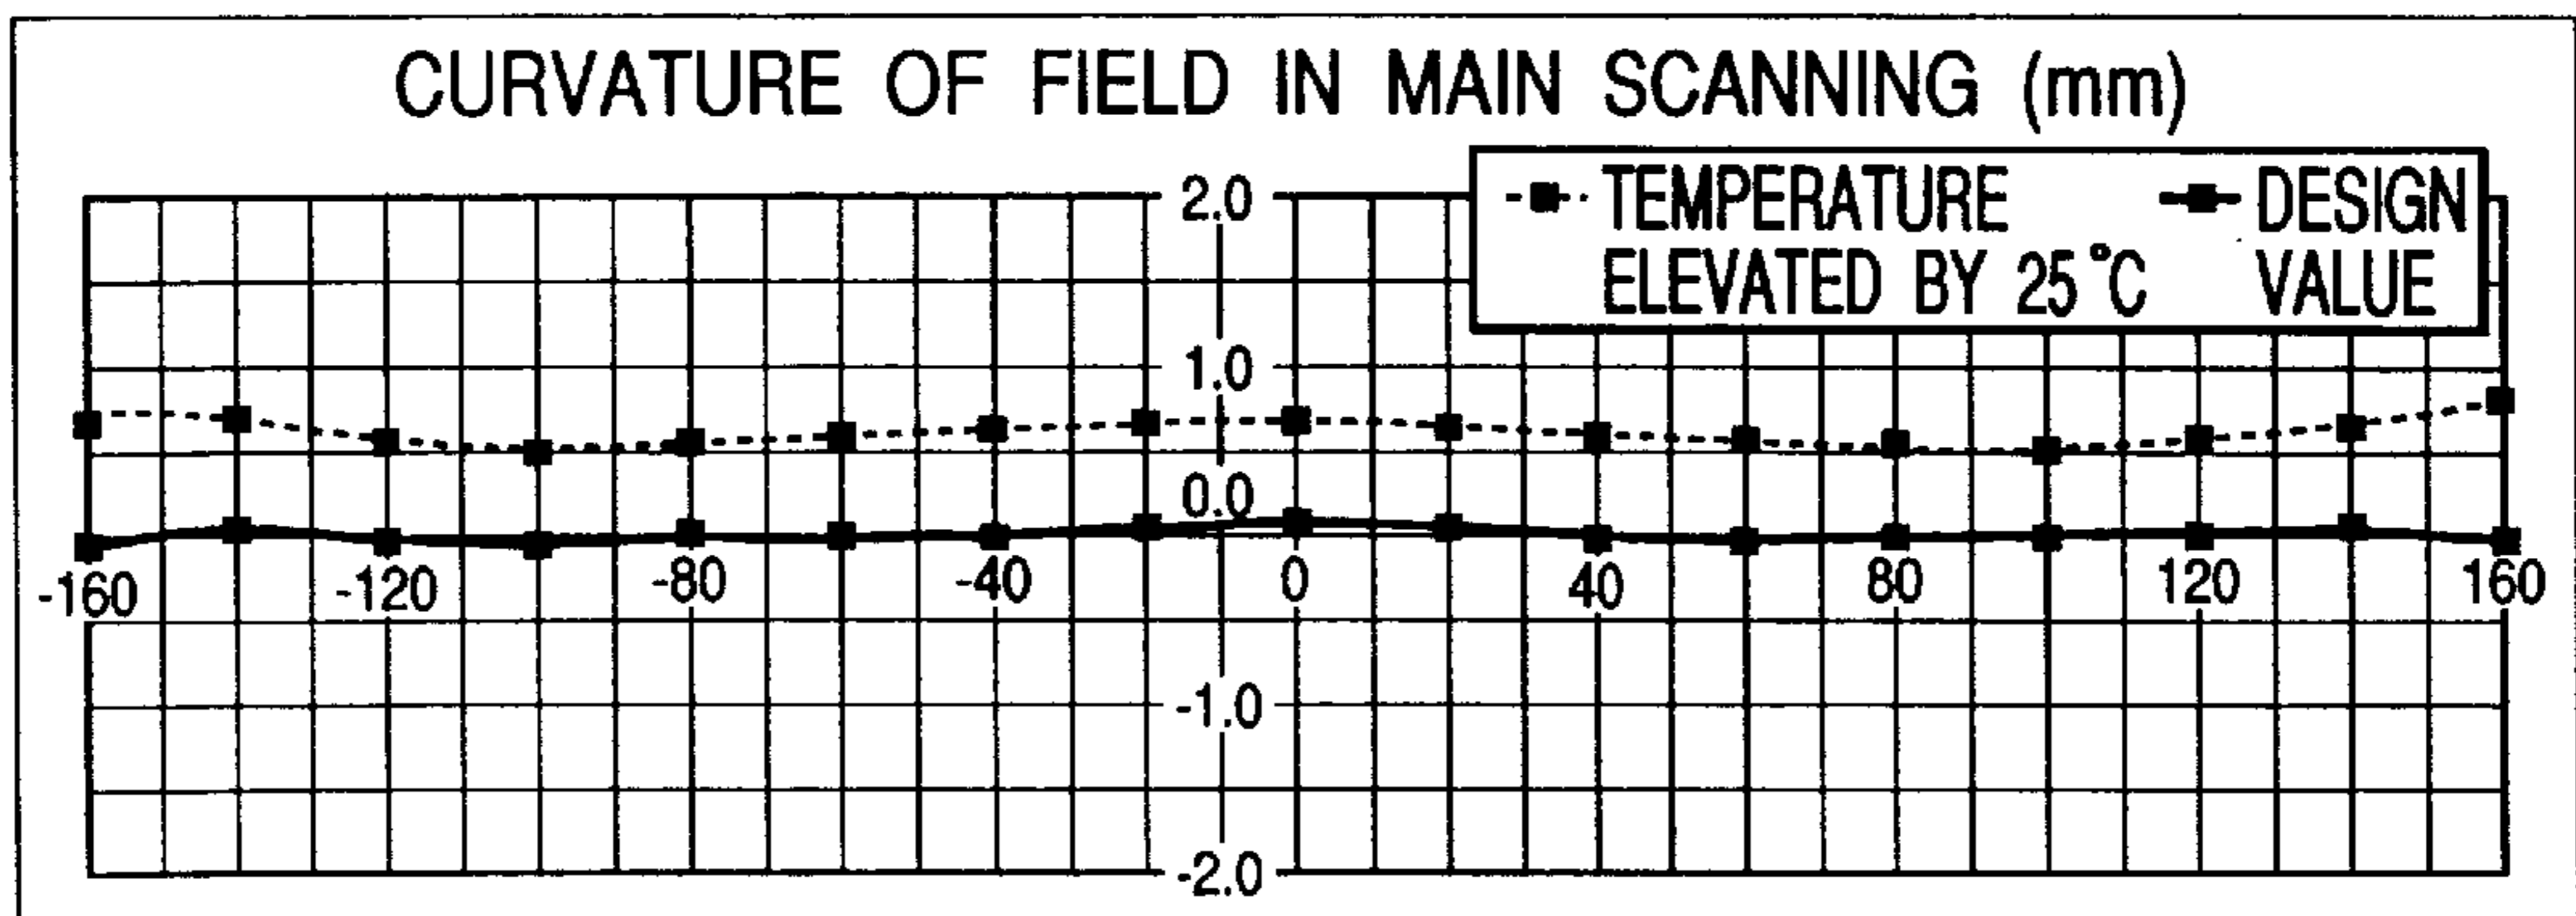 CURVATURE OF FIELD IN MAIN SCANNING (mm)
TEMPERATURE ELEVATED BY 25°C
DESIGN VALUE
2.0
1.0
0.0
-160 -120 -80 -40 0 40 80 120 160
-1.0
-2.0